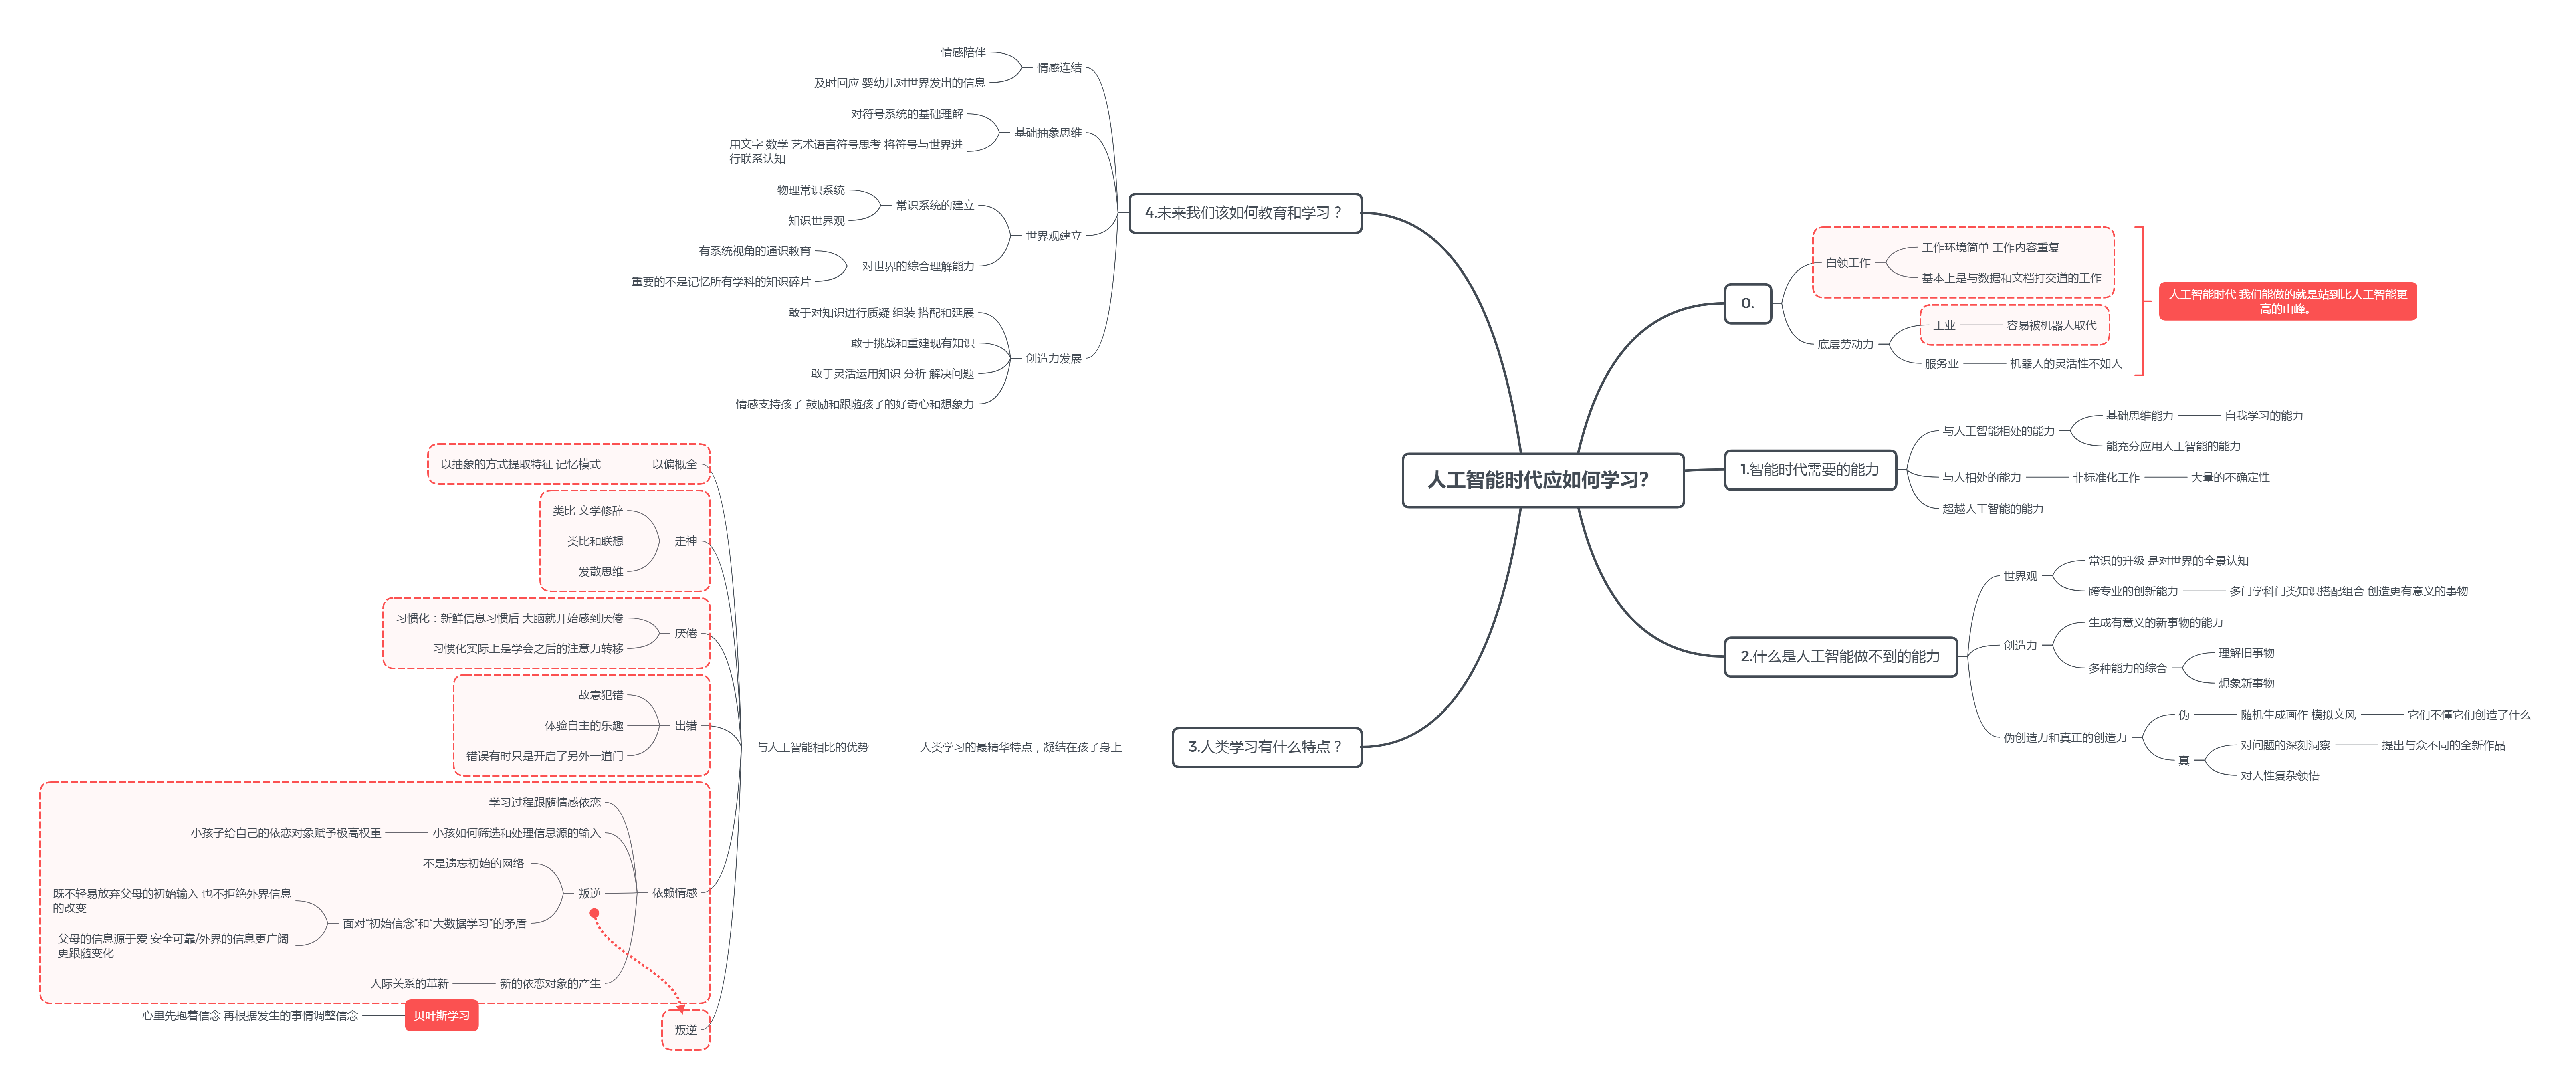 人工智能时代应如何学习？
0.
白领工作
工作环境简单 工作内容重复
基本上是与数据和文档打交道的工作
底层劳动力
工业
容易被机器人取代
服务业
机器人的灵活性不如人
人工智能时代 我们能做的就是站到比人工智能更
高的山峰。
1.智能时代需要的能力
与人工智能相处的能力
基础思维能力
自我学习的能力
能充分应用人工智能的能力
与人相处的能力
非标准化工作
大量的不确定性
超越人工智能的能力
2.什么是人工智能做不到的能力
世界观
常识的升级 是对世界的全景认知
跨专业的创新能力
多门学科门类知识搭配组合 创造更有意义的事物
创造力
生成有意义的新事物的能力
多种能力的综合
理解旧事物
想象新事物
伪创造力和真正的创造力
伪
随机生成画作 模拟文风
它们不懂它们创造了什么
真
对问题的深刻洞察
提出与众不同的全新作品
对人性复杂领悟
3.人类学习有什么特点？
人类学习的最精华特点，凝结在孩子身上
与人工智能相比的优势
以偏概全
以抽象的方式提取特征 记忆模式
走神
类比 文学修辞
类比和联想
发散思维
厌倦
习惯化：新鲜信息习惯后 大脑就开始感到厌倦
习惯化实际上是学会之后的注意力转移
出错
故意犯错
体验自主的乐趣
错误有时只是开启了另外一道门
依赖情感
学习过程跟随情感依恋
小孩如何筛选和处理信息源的输入
小孩子给自己的依恋对象赋予极高权重
叛逆
不是遗忘初始的网络
面对“初始信念”和“大数据学习”的矛盾
既不轻易放弃父母的初始输入 也不拒绝外界信息
的改变
父母的信息源于爱 安全可靠/外界的信息更广阔
更跟随变化
新的依恋对象的产生
人际关系的革新
叛逆
贝叶斯学习
心里先抱着信念 再根据发生的事情调整信念
4.未来我们该如何教育和学习？
情感连结
情感陪伴
及时回应 婴幼儿对世界发出的信息
基础抽象思维
对符号系统的基础理解
用文字 数学 艺术语言符号思考 将符号与世界进
行联系认知
世界观建立
常识系统的建立
物理常识系统
知识世界观
对世界的综合理解能力
有系统视角的通识教育
重要的不是记忆所有学科的知识碎片
创造力发展
敢于对知识进行质疑 组装 搭配和延展
敢于挑战和重建现有知识
敢于灵活运用知识 分析 解决问题
情感支持孩子 鼓励和跟随孩子的好奇心和想象力